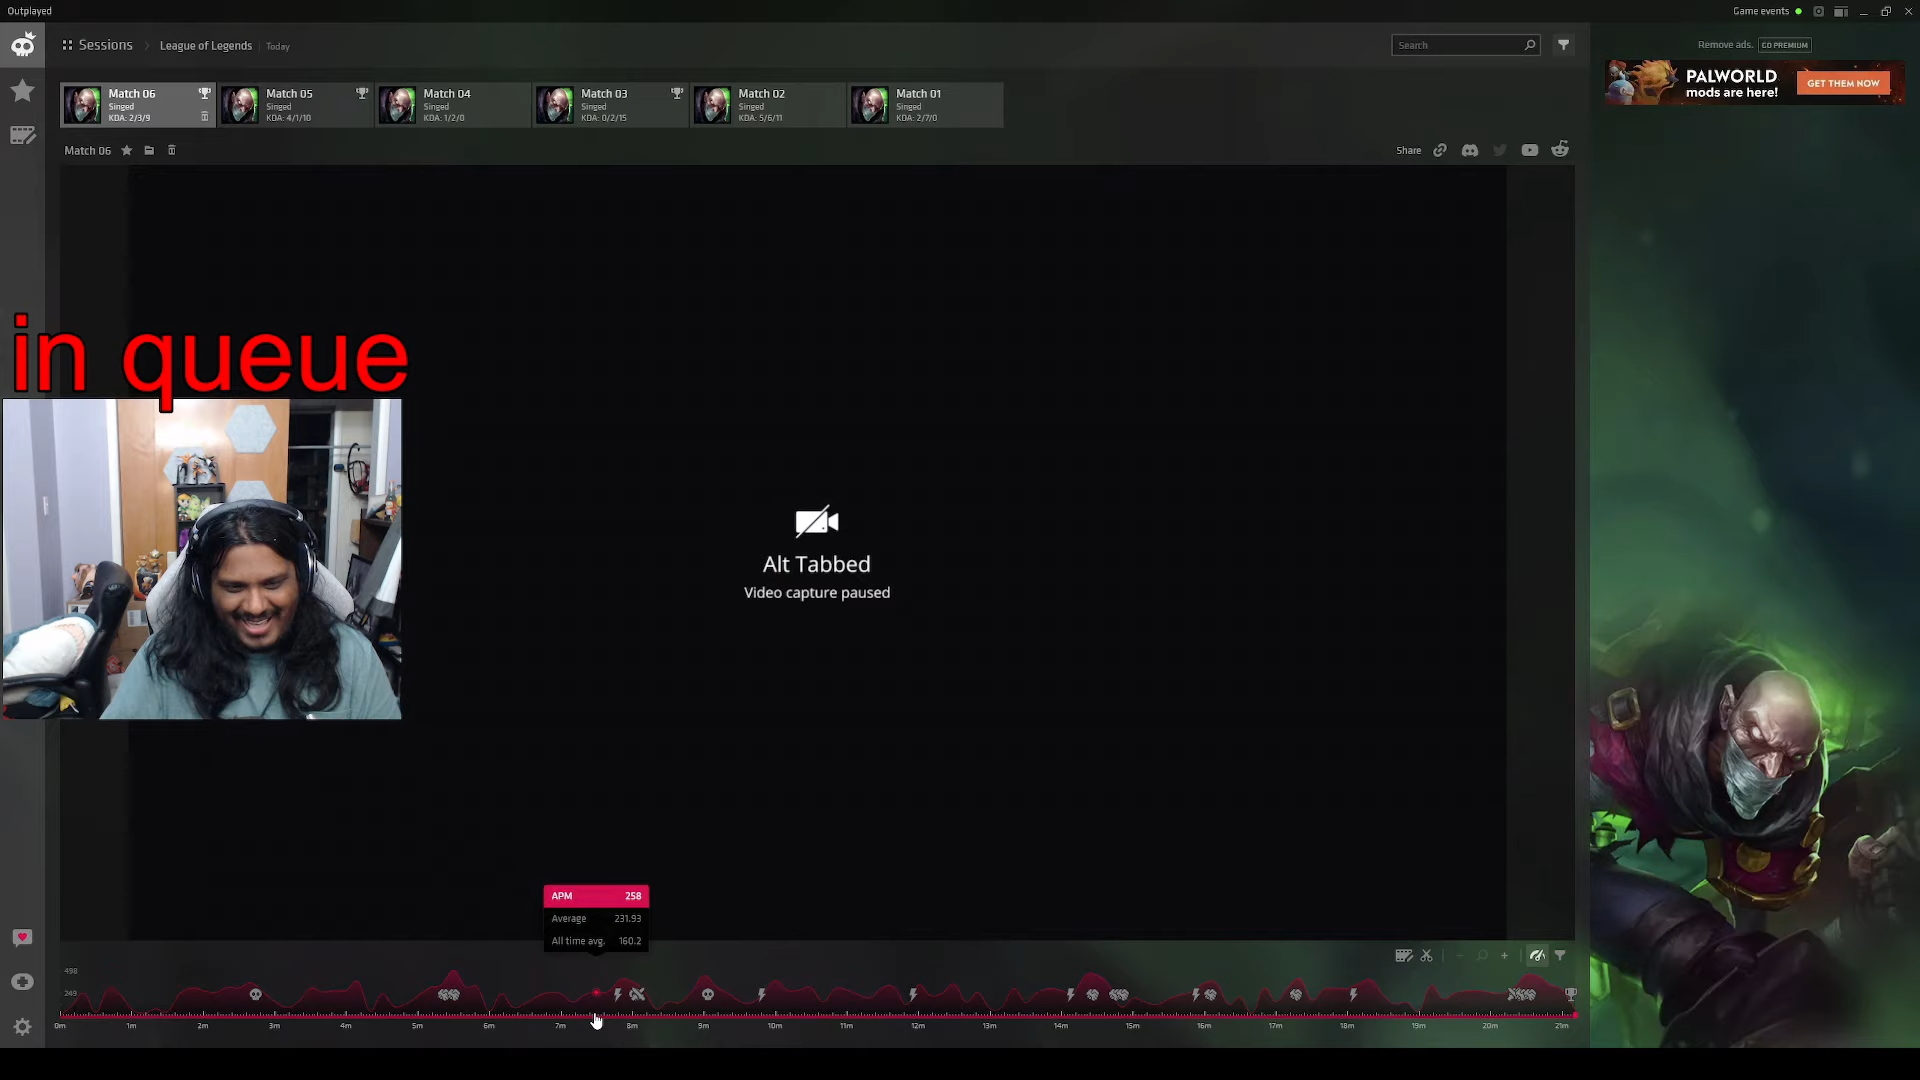 Outplayed
Game events
Sessions
League of Legends
Today
Search
Remove ads.
GO PREMIUM
PALWORLD
mods are here!
GET THEM NOW
Match 06
Singed
KDA: 2/3/9
Match 05
Singed
KDA: 4/1/10
Match 04
Singed
KDA: 1/2/0
Match 03
Singed
KDA: 0/2/15
Match 02
Singed
KDA: 5/6/11
Match 01
Singed
KDA: 2/7/0
Match 06
Share
in queue
Alt Tabbed
Video capture paused
APM 258
Average 231.93
All time avg. 160.2
498
249
0m 1m 2m 3m 4m 5m 6m 7m 8m 9m 10m 11m 12m 13m 14m 15m 16m 17m 18m 19m 20m 21m